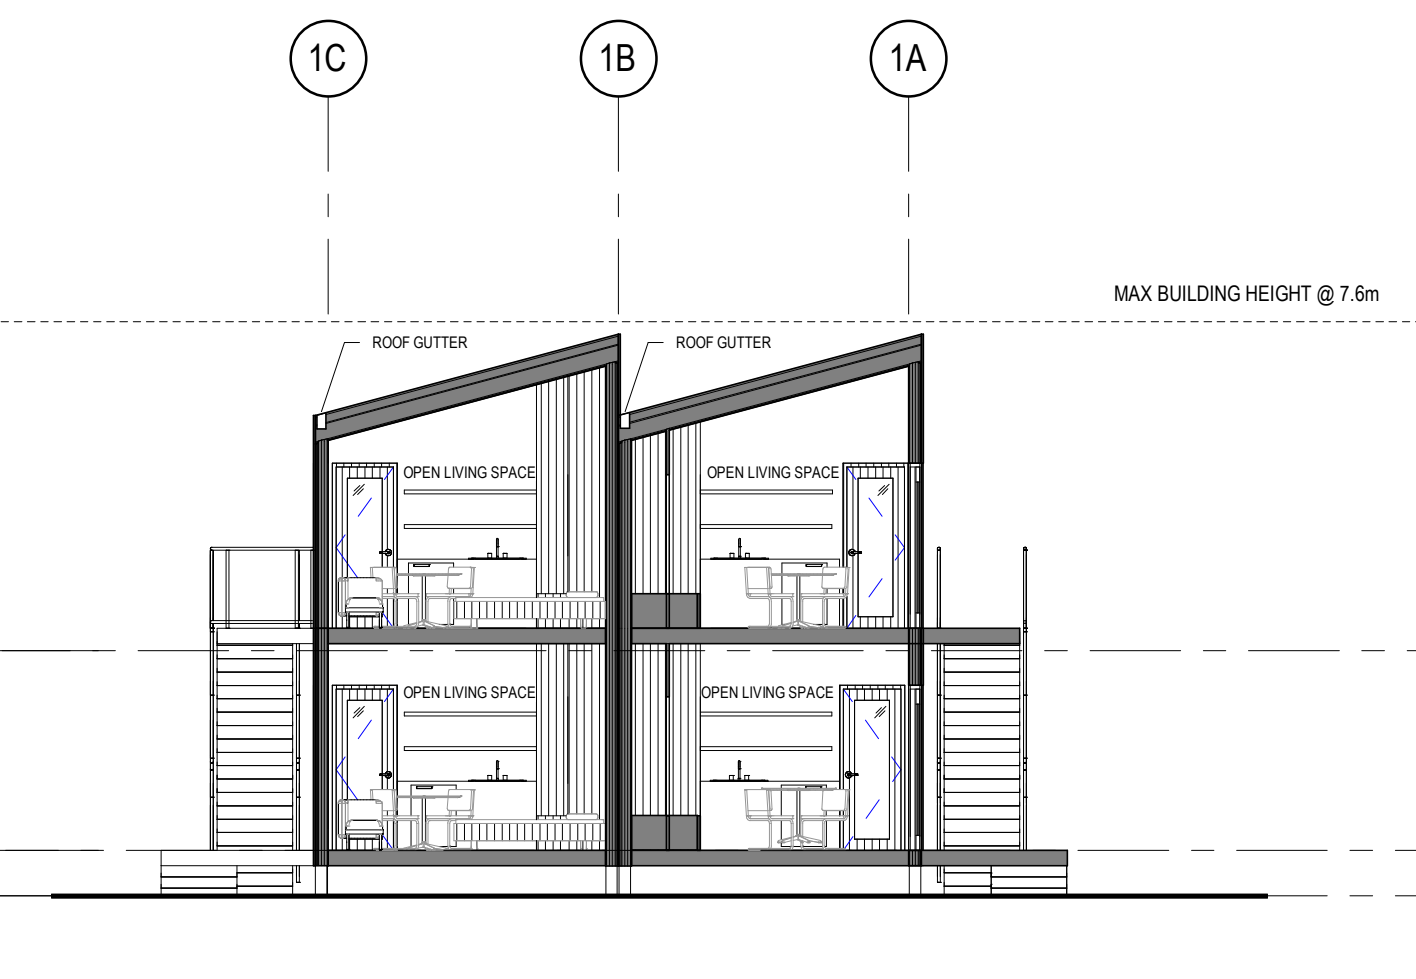 1C
1B
1A
MAX BUILDING HEIGHT @ 7.6m
ROOF GUTTER
ROOF GUTTER
OPEN LIVING SPACE
OPEN LIVING SPACE
OPEN LIVING SPACE
OPEN LIVING SPACE